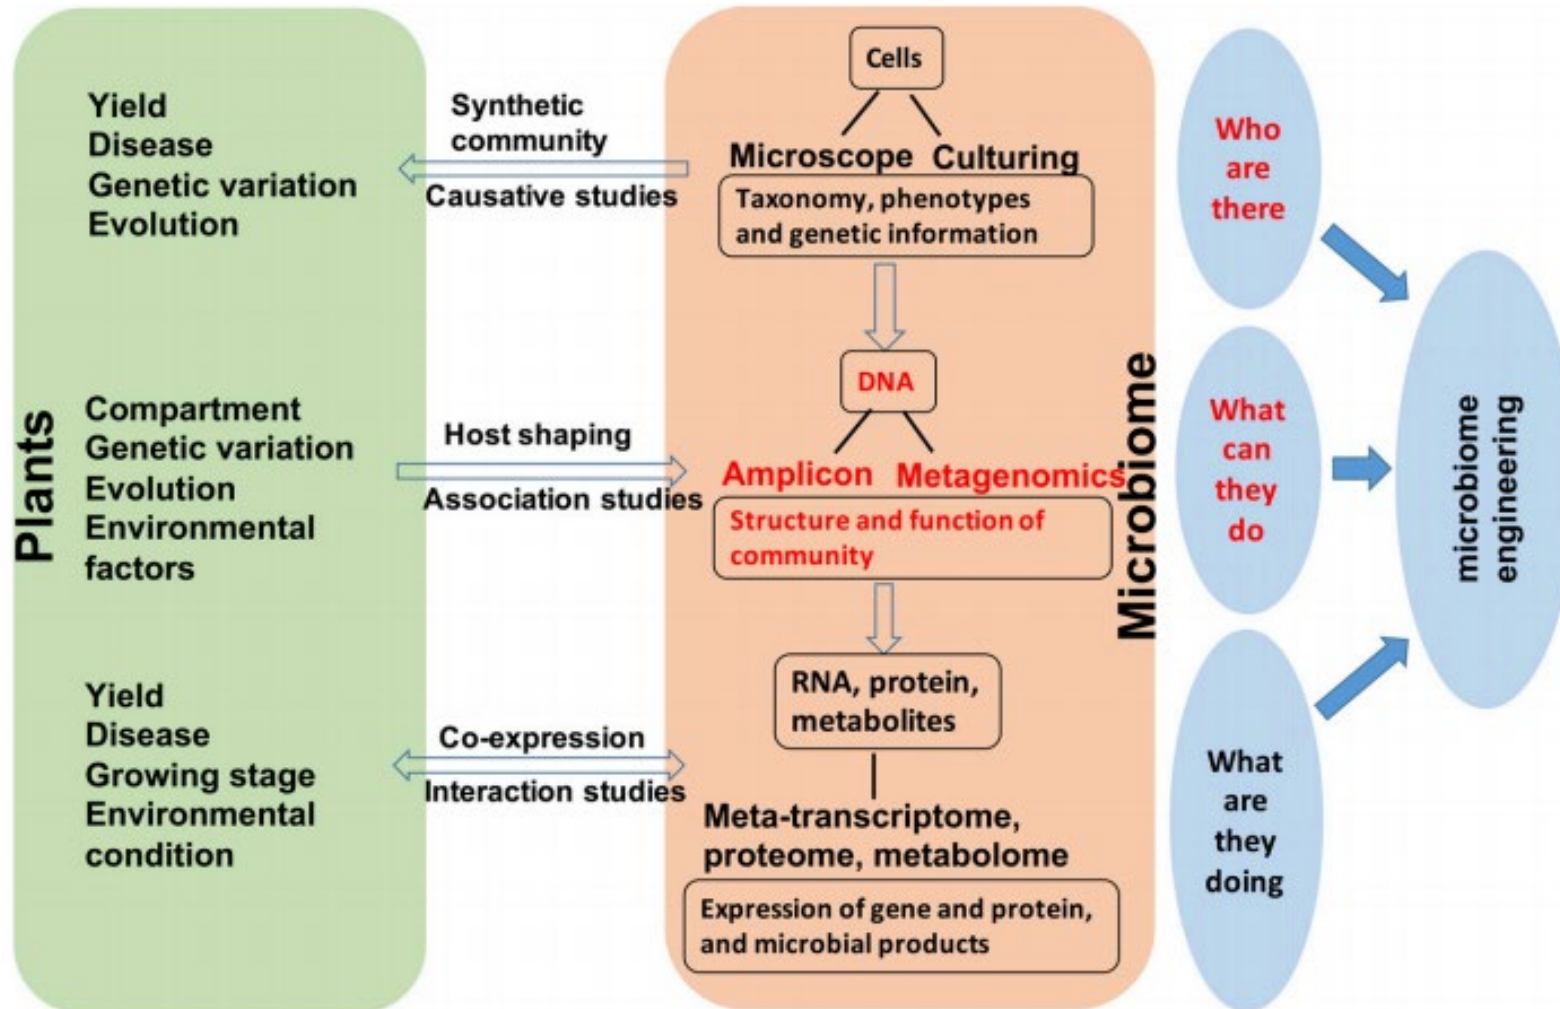 Plants
Yield
Disease
Genetic variation
Evolution
Compartment
Genetic variation
Evolution
Environmental
factors
Yield
Disease
Growing stage
Environmental
condition
Synthetic
community
Causative studies
Host shaping
Association studies
Co-expression
Interaction studies
Cells
Microscope Culturing
Taxonomy, phenotypes
and genetic information
DNA
Amplicon Metagenomics
Structure and function of
community
RNA, protein,
metabolites
Meta-transcriptome,
proteome, metabolome
Expression of gene and protein,
and microbial products
Microbiome
Who
are
there
What
can
they
do
What
are
they
doing
microbiome
engineering